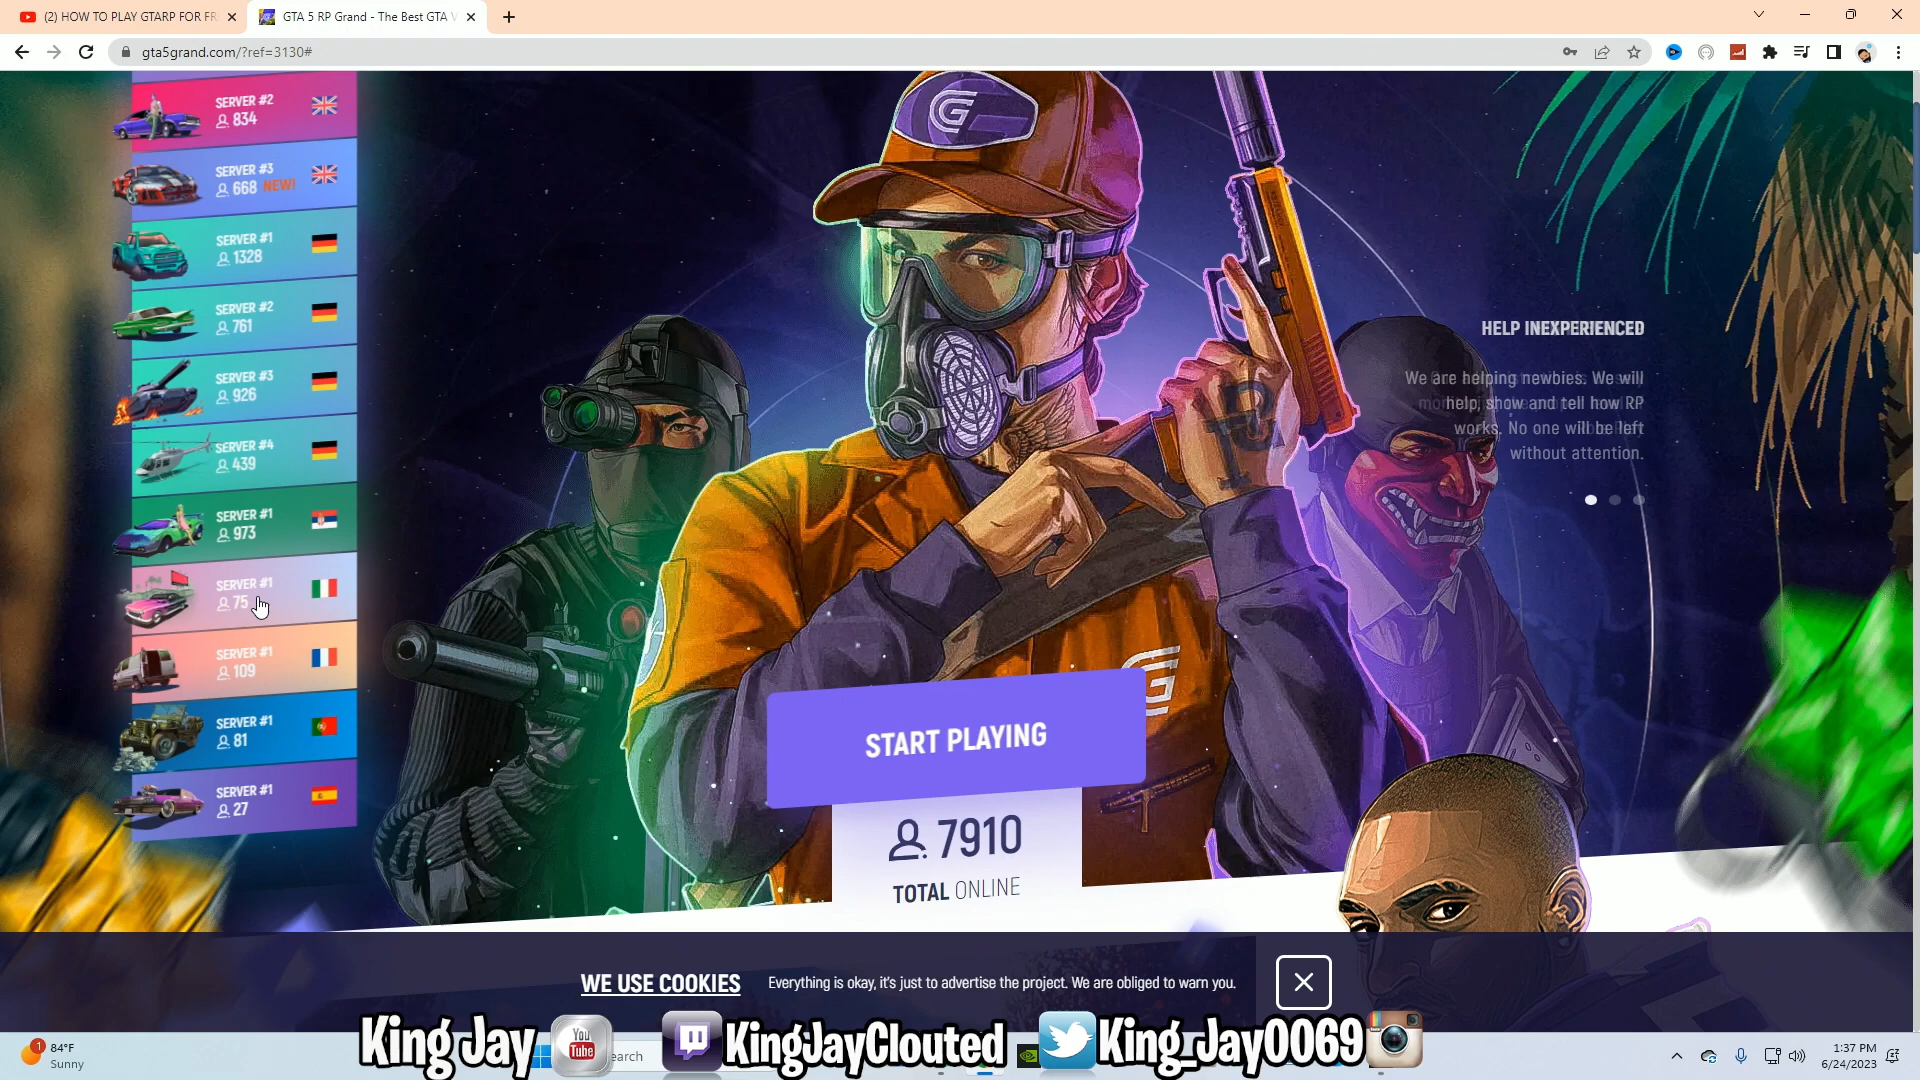 (2) HOW TO PLAY GTARP FOR FR
GTA 5 RP Grand - The Best GTA V
gta5grand.com/?ref=3130#
SERVER #2
834
SERVER #3
668 NEW!
SERVER #1
1328
SERVER #2
761
SERVER #3
926
SERVER #4
439
SERVER #1
973
SERVER #1
75
SERVER #1
109
SERVER #1
81
SERVER #1
27
HELP INEXPERIENCED
We are helping newbies. We will
help, show and tell how RP
works. No one will be left
without attention.
START PLAYING
7910
TOTAL ONLINE
WE USE COOKIES
Everything is okay, it's just to advertise the project. We are obliged to warn you.
King Jay
You
Tube
KingJayClouted
King_Jay0069
1
84°F
Sunny
earch
1:37 PM
6/24/2023